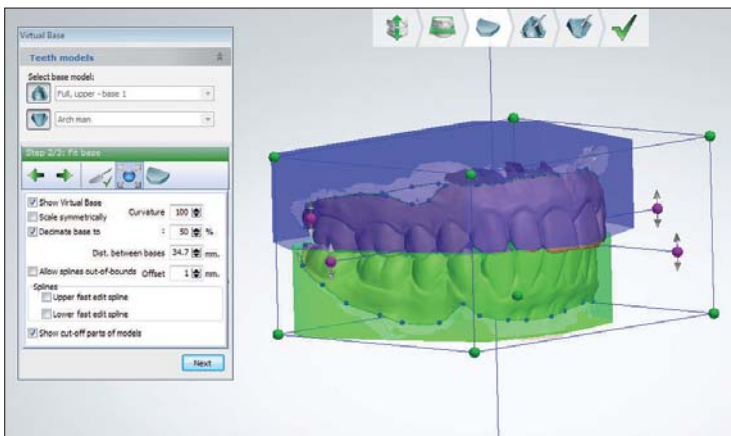 Virtual Base
Teeth models
Select base model:
Full, upper - base 1
Arch man
Step 2/3: Fit base
Show Virtual Base
Scale symmetrically Curvature 100
Decimate base to : 50 %
Dist. between bases 34.7 mm.
Allow splines out-of-bounds Offset 1 mm.
Splines
Upper fast edit spline
Lower fast edit spline
Show cut-off parts of models
Next